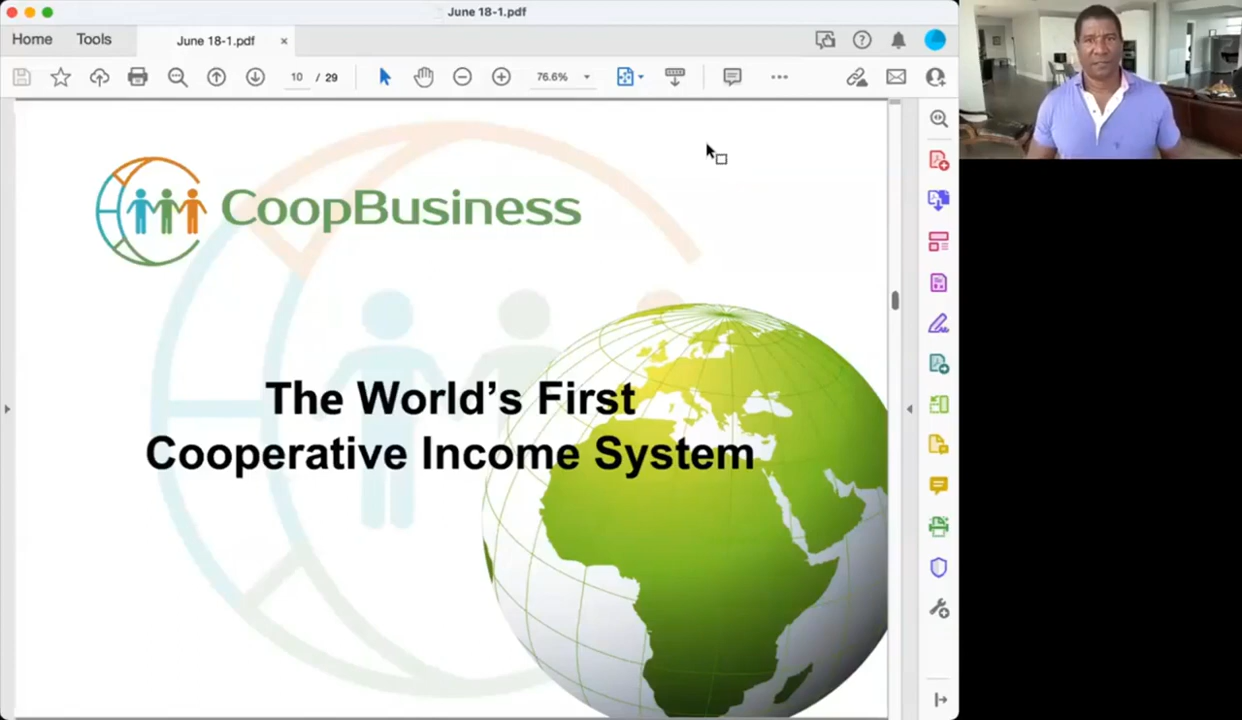 June 18-1.pdf
Home
Tools
June 18-1.pdf
10 / 29
76.6%
CoopBusiness
The World's First
Cooperative Income System